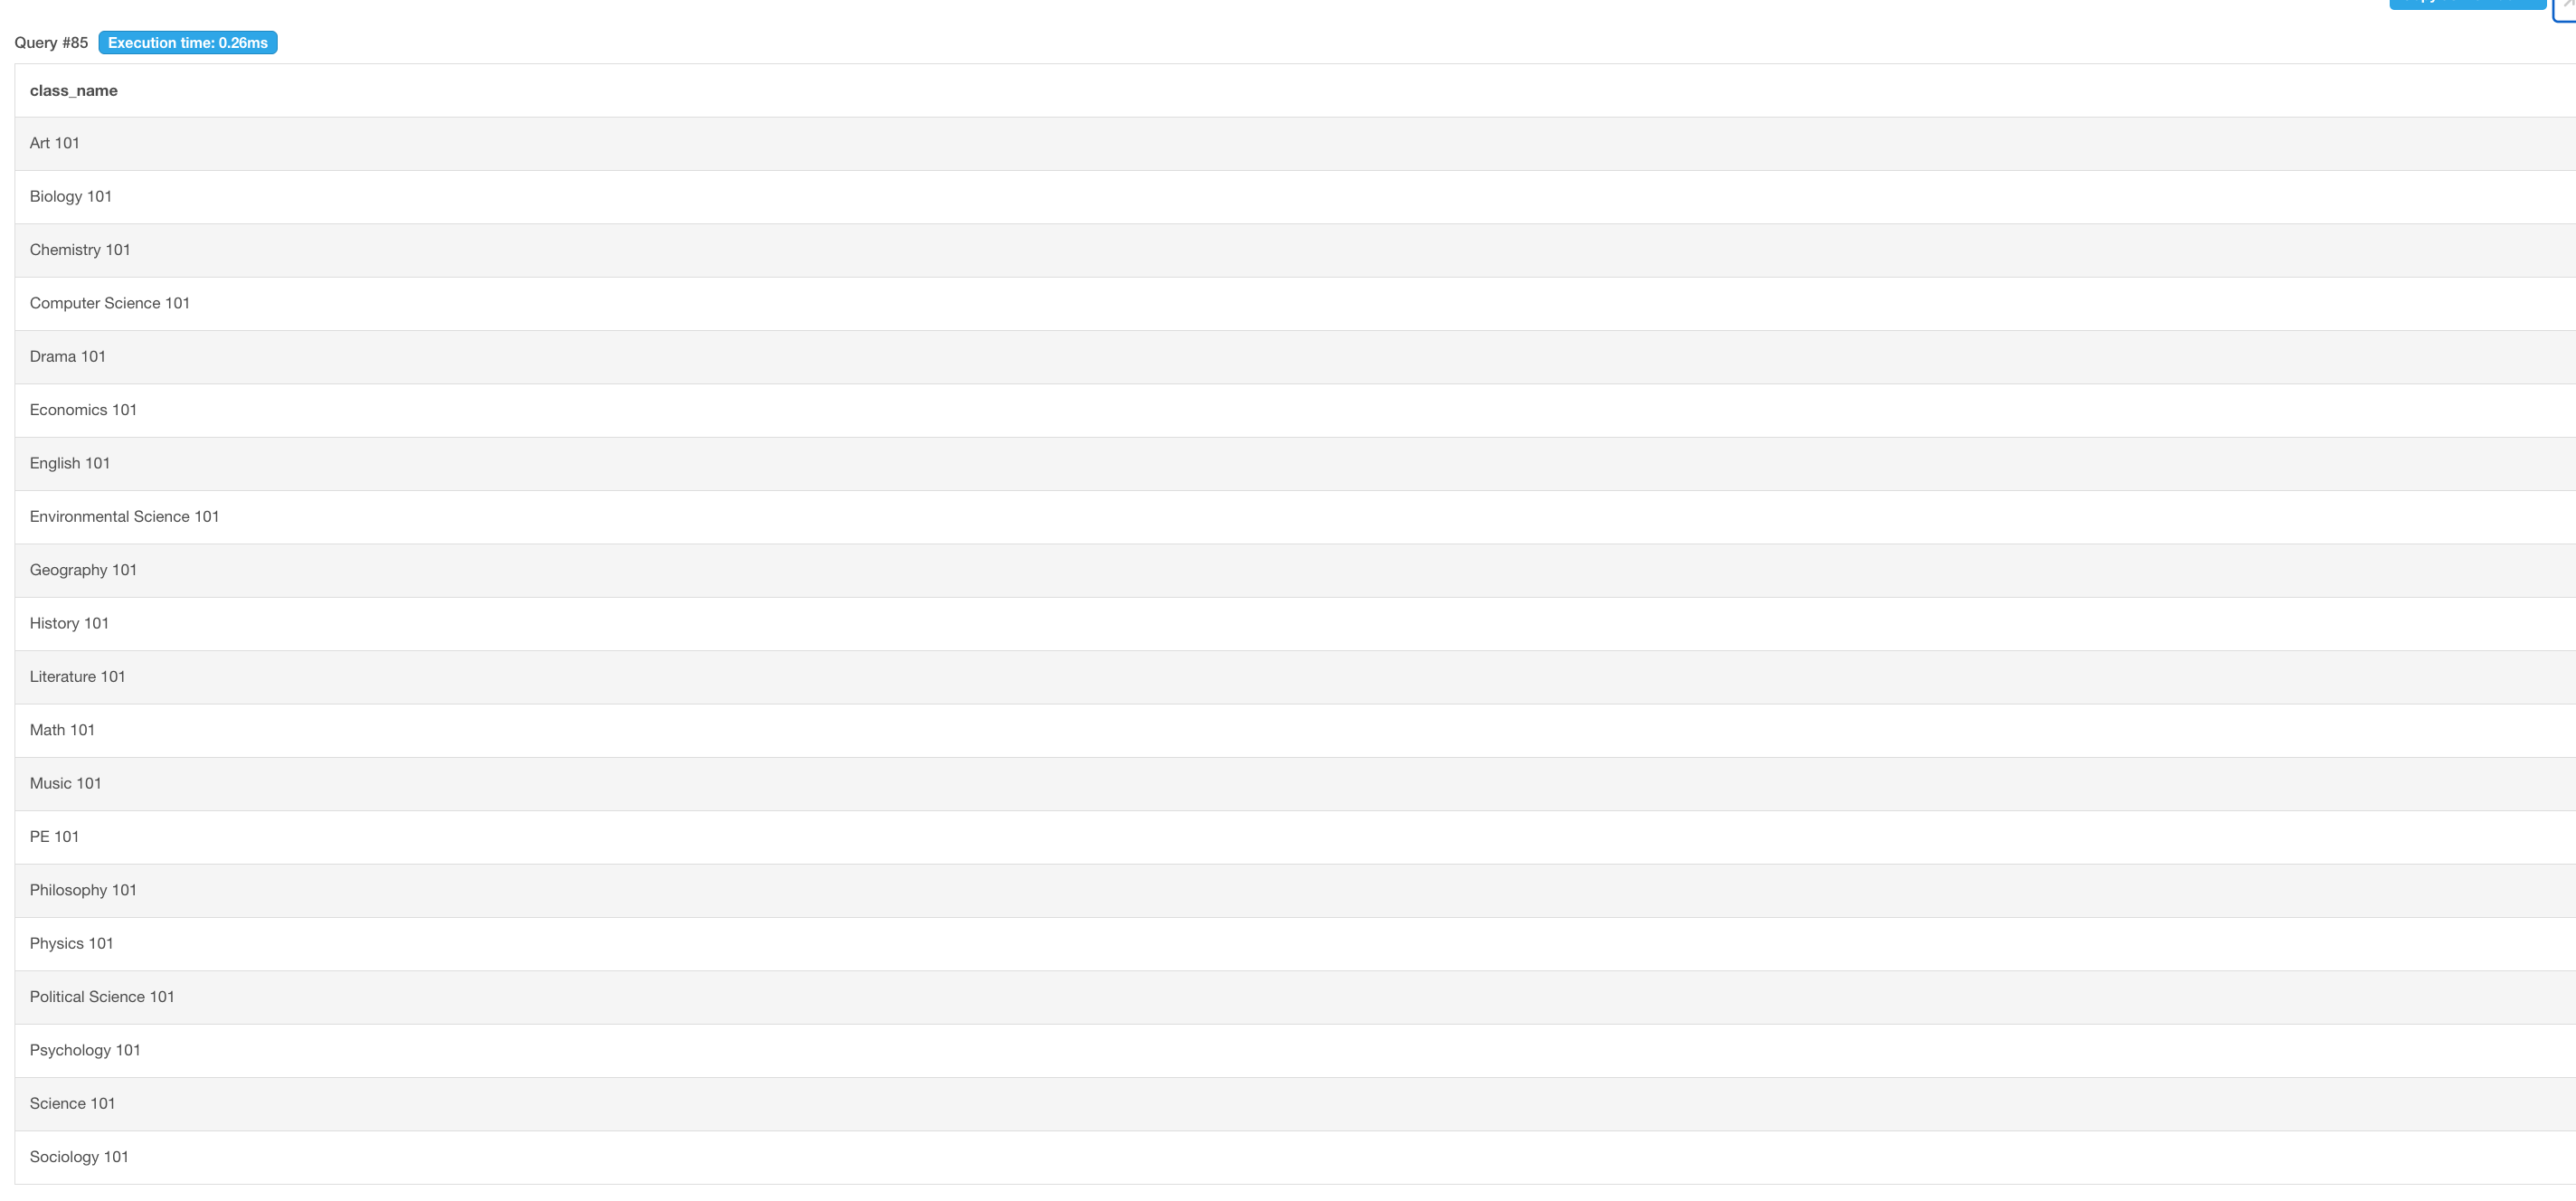 Query #85 Execution time: 0.26ms
class_name
Art 101
Biology 101
Chemistry 101
Computer Science 101
Drama 101
Economics 101
English 101
Environmental Science 101
Geography 101
History 101
Literature 101
Math 101
Music 101
PE 101
Philosophy 101
Physics 101
Political Science 101
Psychology 101
Science 101
Sociology 101